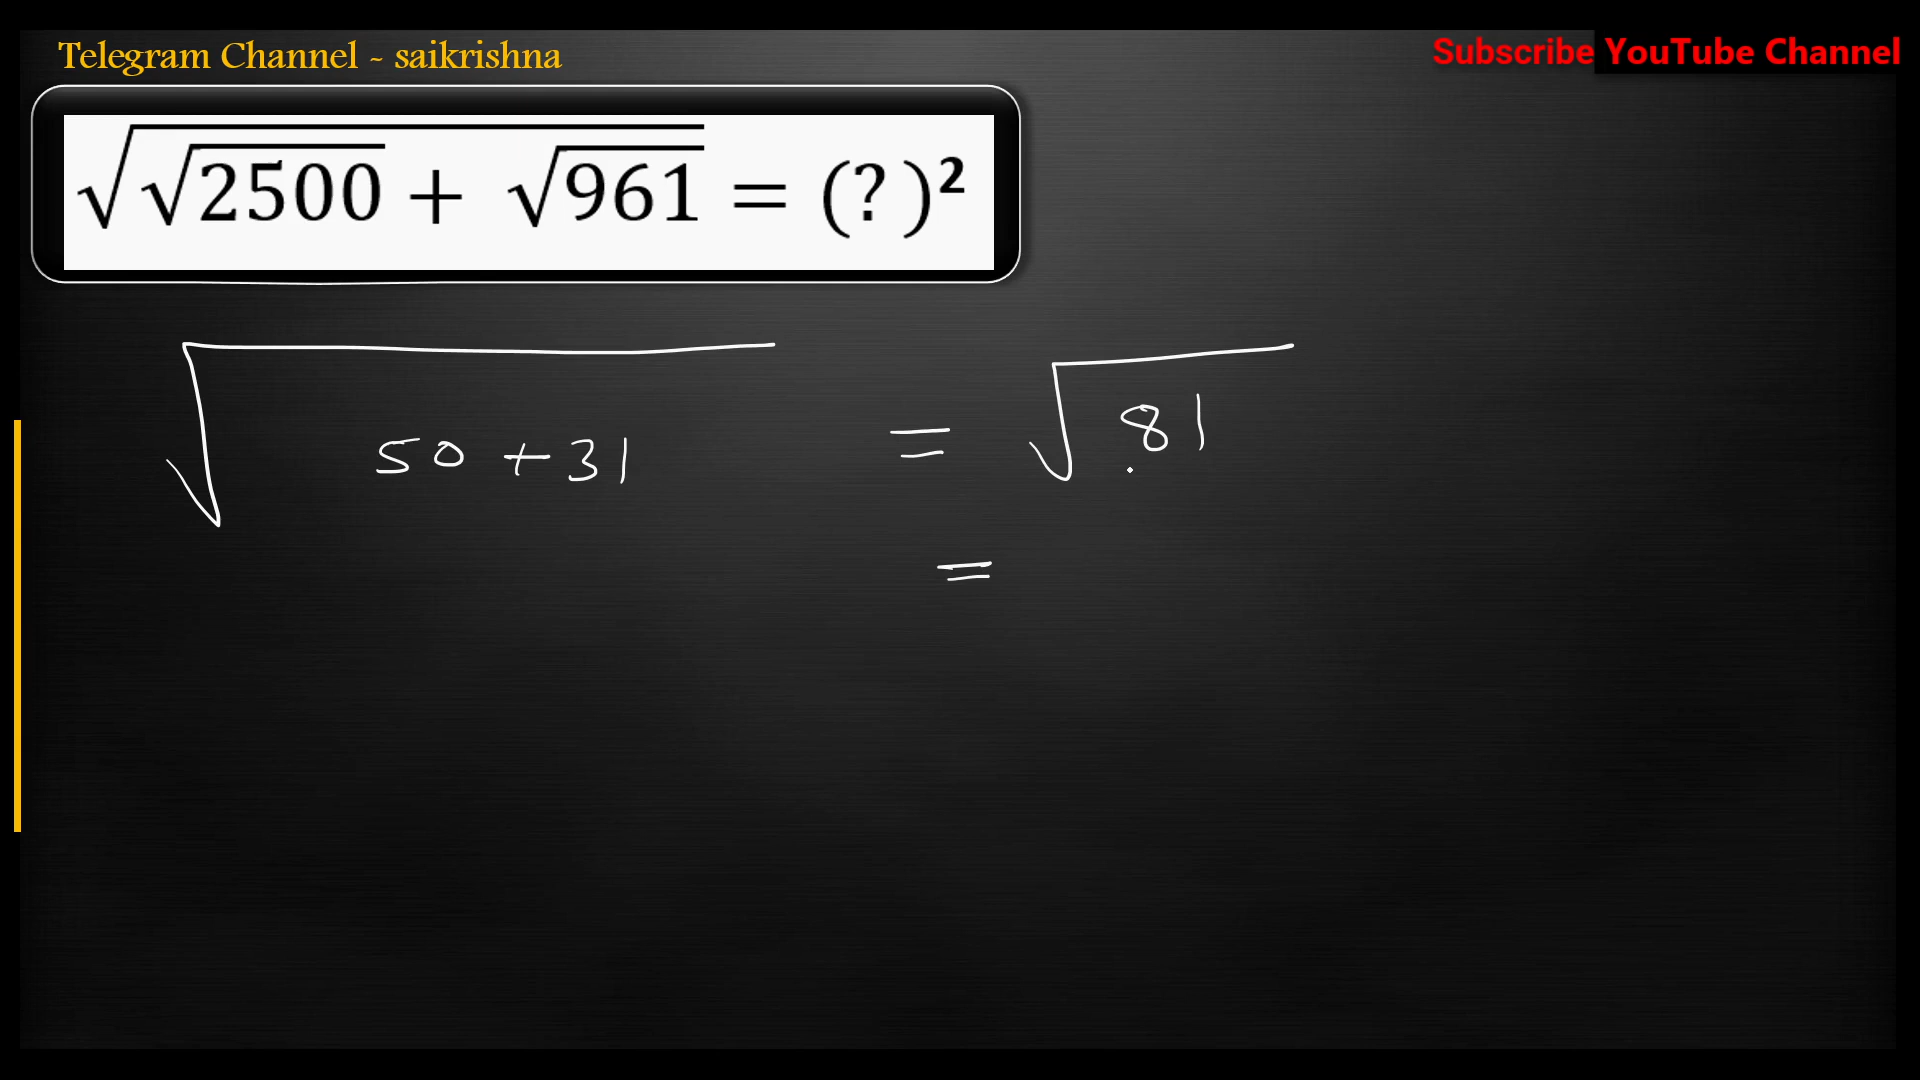 Telegram Channel - saikrishna
Subscribe YouTube Channel
√(√2500 + √961) = (?)²
√(50 + 31) = √81
=